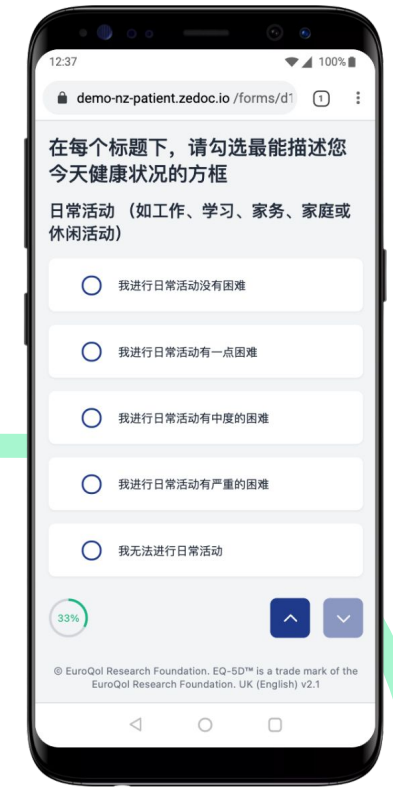 12:37
100%
demo-nz-patient.zedoc.io /forms/d1
1
在每个标题下，请勾选最能描述您
今天健康状况的方框
日常活动 （如工作、学习、家务、家庭或
休闲活动）
我进行日常活动没有困难
我进行日常活动有一点困难
我进行日常活动有中度的困难
我进行日常活动有严重的困难
我无法进行日常活动
33%
© EuroQol Research Foundation. EQ-5D™ is a trade mark of the
EuroQol Research Foundation. UK (English) v2.1